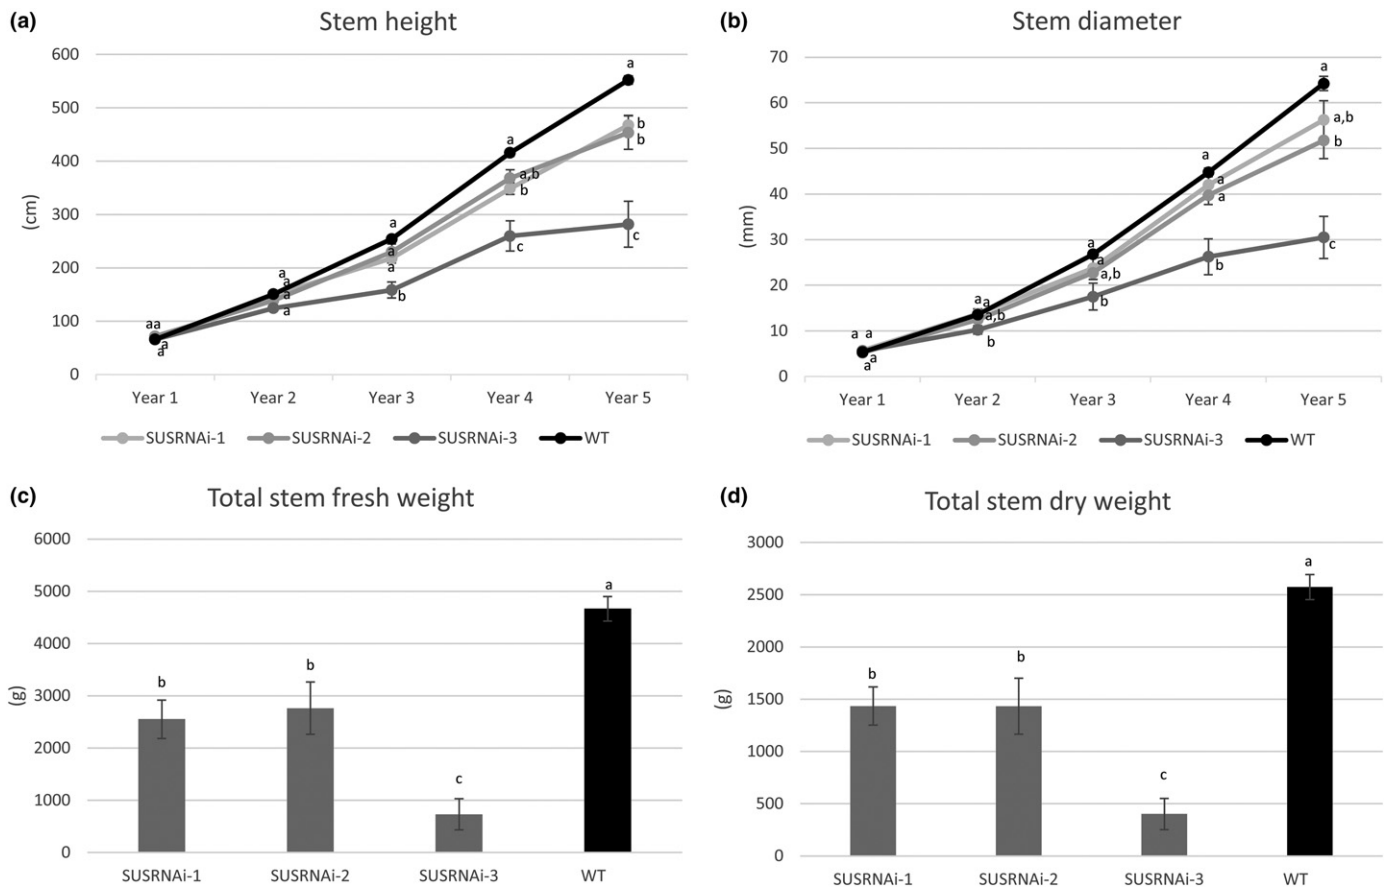 (a)
Stem height
600
500
400
300
200
100
0
(cm)
a
b
b
a
a,b
b
c
c
a
a
a
b
a
a
a
a
aa
a
a
Year 1 Year 2 Year 3 Year 4 Year 5
SUSRNAi-1 SUSRNAi-2 SUSRNAi-3 WT
(b)
Stem diameter
70
60
50
40
30
20
10
0
(mm)
a
a,b
b
c
a
a
a
b
a
a
a,b
b
a a
a,b
b
a a
a
a
Year 1 Year 2 Year 3 Year 4 Year 5
SUSRNAi-1 SUSRNAi-2 SUSRNAi-3 WT
(c)
Total stem fresh weight
6000
5000
4000
3000
2000
1000
0
(g)
b
b
c
a
SUSRNAi-1 SUSRNAi-2 SUSRNAi-3 WT
(d)
Total stem dry weight
3000
2500
2000
1500
1000
500
0
(g)
b
b
c
a
SUSRNAi-1 SUSRNAi-2 SUSRNAi-3 WT